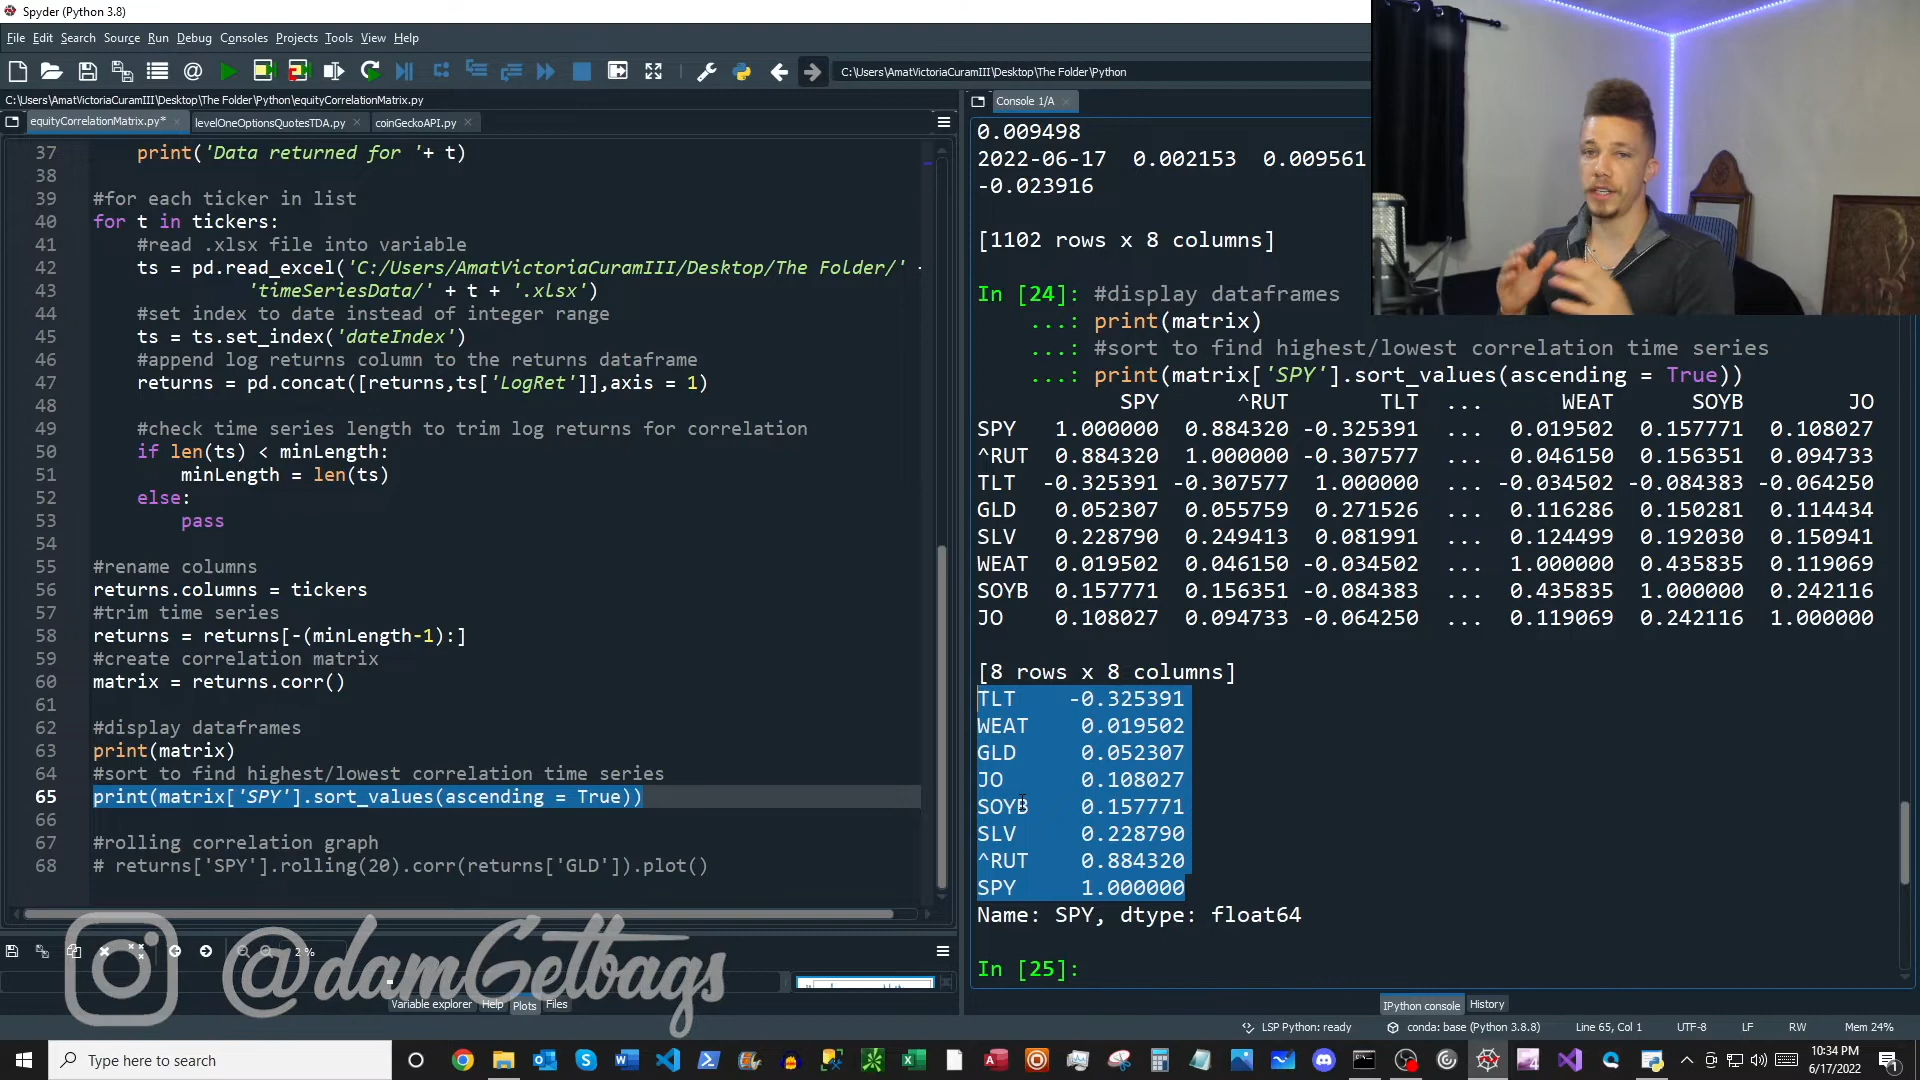 Spyder (Python 3.8)
File Edit Search Source Run Debug Consoles Projects Tools View Help
C:\Users\AmatVictoriaCuramIII\Desktop\The Folder\Python
C:\Users\AmatVictoriaCuramIII\Desktop\The Folder\Python\equityCorrelationMatrix.py
equityCorrelationMatrix.py* levelOneOptionsQuotesTDA.py coinGeckoAPI.py
37 print('Data returned for '+ t)
38
39 #for each ticker in list
40 for t in tickers:
41 #read .xlsx file into variable
42 ts = pd.read_excel('C:/Users/AmatVictoriaCuramIII/Desktop/The Folder/'
43 'timeSeriesData/' + t + '.xlsx')
44 #set index to date instead of integer range
45 ts = ts.set_index('dateIndex')
46 #append log returns column to the returns dataframe
47 returns = pd.concat([returns,ts['LogRet']],axis = 1)
48
49 #check time series length to trim log returns for correlation
50 if len(ts) < minLength:
51 minLength = len(ts)
52 else:
53 pass
54
55 #rename columns
56 returns.columns = tickers
57 #trim time series
58 returns = returns[-(minLength-1):]
59 #create correlation matrix
60 matrix = returns.corr()
61
62 #display dataframes
63 print(matrix)
64 #sort to find highest/lowest correlation time series
65 print(matrix['SPY'].sort_values(ascending = True))
66
67 #rolling correlation graph
68 # returns['SPY'].rolling(20).corr(returns['GLD']).plot()
2 %
@damGetbags
Variable explorer Help Plots Files
Console 1/A
0.009498
2022-06-17 0.002153 0.009561
-0.023916
[1102 rows x 8 columns]
In [24]: #display dataframes
...: print(matrix)
...: #sort to find highest/lowest correlation time series
...: print(matrix['SPY'].sort_values(ascending = True))
SPY ^RUT TLT ... WEAT SOYB JO
SPY 1.000000 0.884320 -0.325391 ... 0.019502 0.157771 0.108027
^RUT 0.884320 1.000000 -0.307577 ... 0.046150 0.156351 0.094733
TLT -0.325391 -0.307577 1.000000 ... -0.034502 -0.084383 -0.064250
GLD 0.052307 0.055759 0.271526 ... 0.116286 0.150281 0.114434
SLV 0.228790 0.249413 0.081991 ... 0.124499 0.192030 0.150941
WEAT 0.019502 0.046150 -0.034502 ... 1.000000 0.435835 0.119069
SOYB 0.157771 0.156351 -0.084383 ... 0.435835 1.000000 0.242116
JO 0.108027 0.094733 -0.064250 ... 0.119069 0.242116 1.000000
[8 rows x 8 columns]
TLT -0.325391
WEAT 0.019502
GLD 0.052307
JO 0.108027
SOYB 0.157771
SLV 0.228790
^RUT 0.884320
SPY 1.000000
Name: SPY, dtype: float64
In [25]:
IPython console History
LSP Python: ready conda: base (Python 3.8.8) Line 65, Col 1 UTF-8 LF RW Mem 24%
Type here to search
10:34 PM
6/17/2022